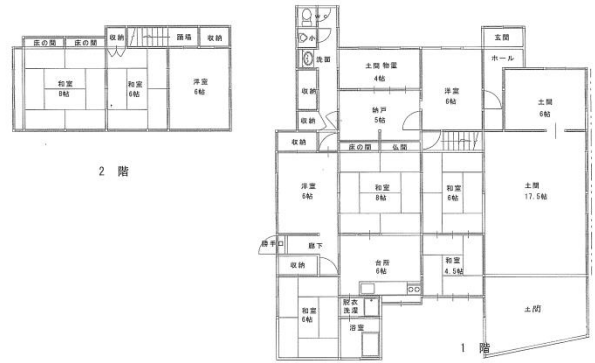 床の間
床の間
収納
踊場
収納
和室
8帖
和室
6帖
洋室
6帖
2 階
WC
小
洗面
収納
収納
収納
土間 物置
4帖
納戸
5帖
洋室
6帖
玄関
ホール
土間
6帖
床の間
仏間
洋室
6帖
和室
8帖
和室
6帖
土間
17.5帖
勝手口
廊下
収納
台所
6帖
和室
4.5帖
和室
6帖
脱衣
洗濯
浴室
土間
1 階